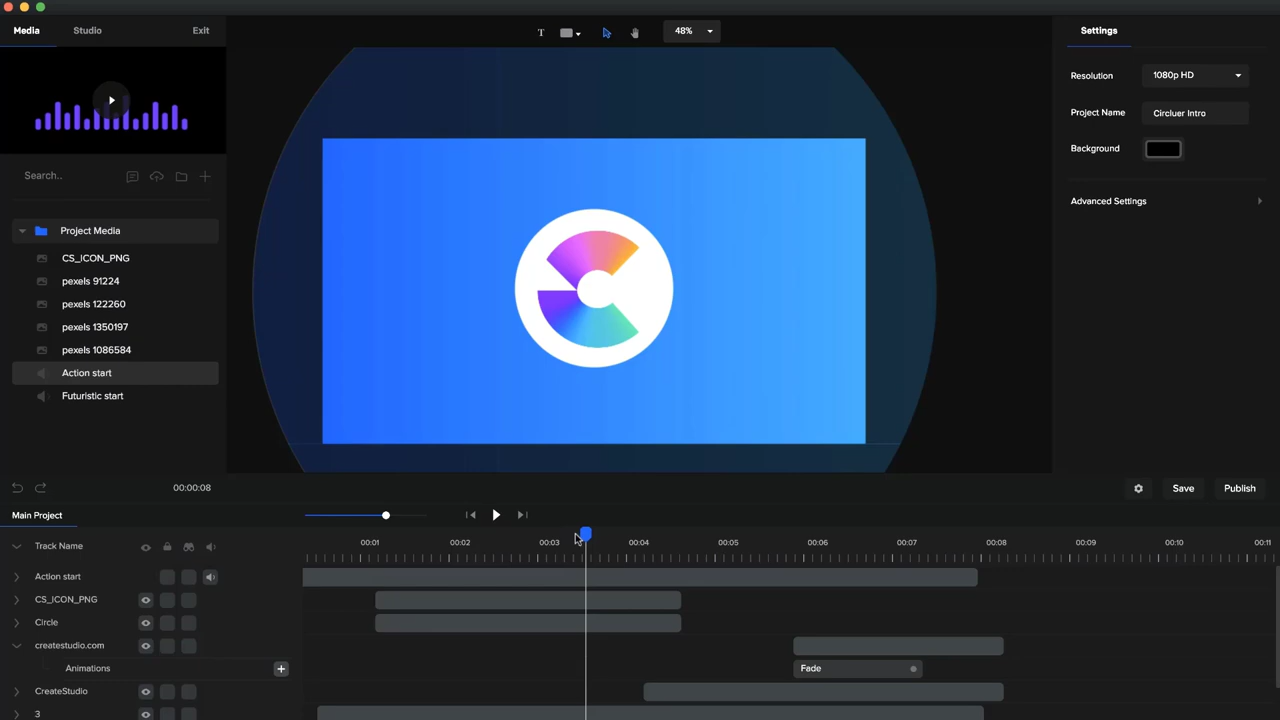 Media Studio Exit
T 48%
Settings
Resolution 1080p HD
Project Name Circluer Intro
Background
Advanced Settings
Search..
Project Media
CS_ICON_PNG
pexels 91224
pexels 122260
pexels 1350197
pexels 1086584
Action start
Futuristic start
00:00:08
Save Publish
Main Project
Track Name
00:01 00:02 00:03 00:04 00:05 00:06 00:07 00:08 00:09 00:10 00:11
Action start
CS_ICON_PNG
Circle
createstudio.com
Animations + Fade
CreateStudio
3